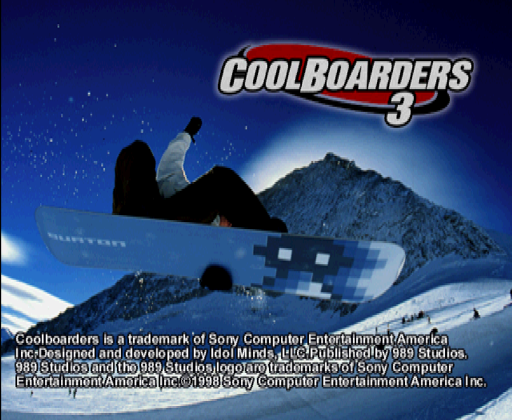 COOLBOARDERS
3
BURTON
Coolboarders is a trademark of Sony Computer Entertainment America
Inc.Designed and developed by Idol Minds, LLC.Published by 989 Studios.
989 Studios and the 989 Studios logo are trademarks of Sony Computer
Entertainment America Inc.©1998 Sony Computer Entertainment America Inc.